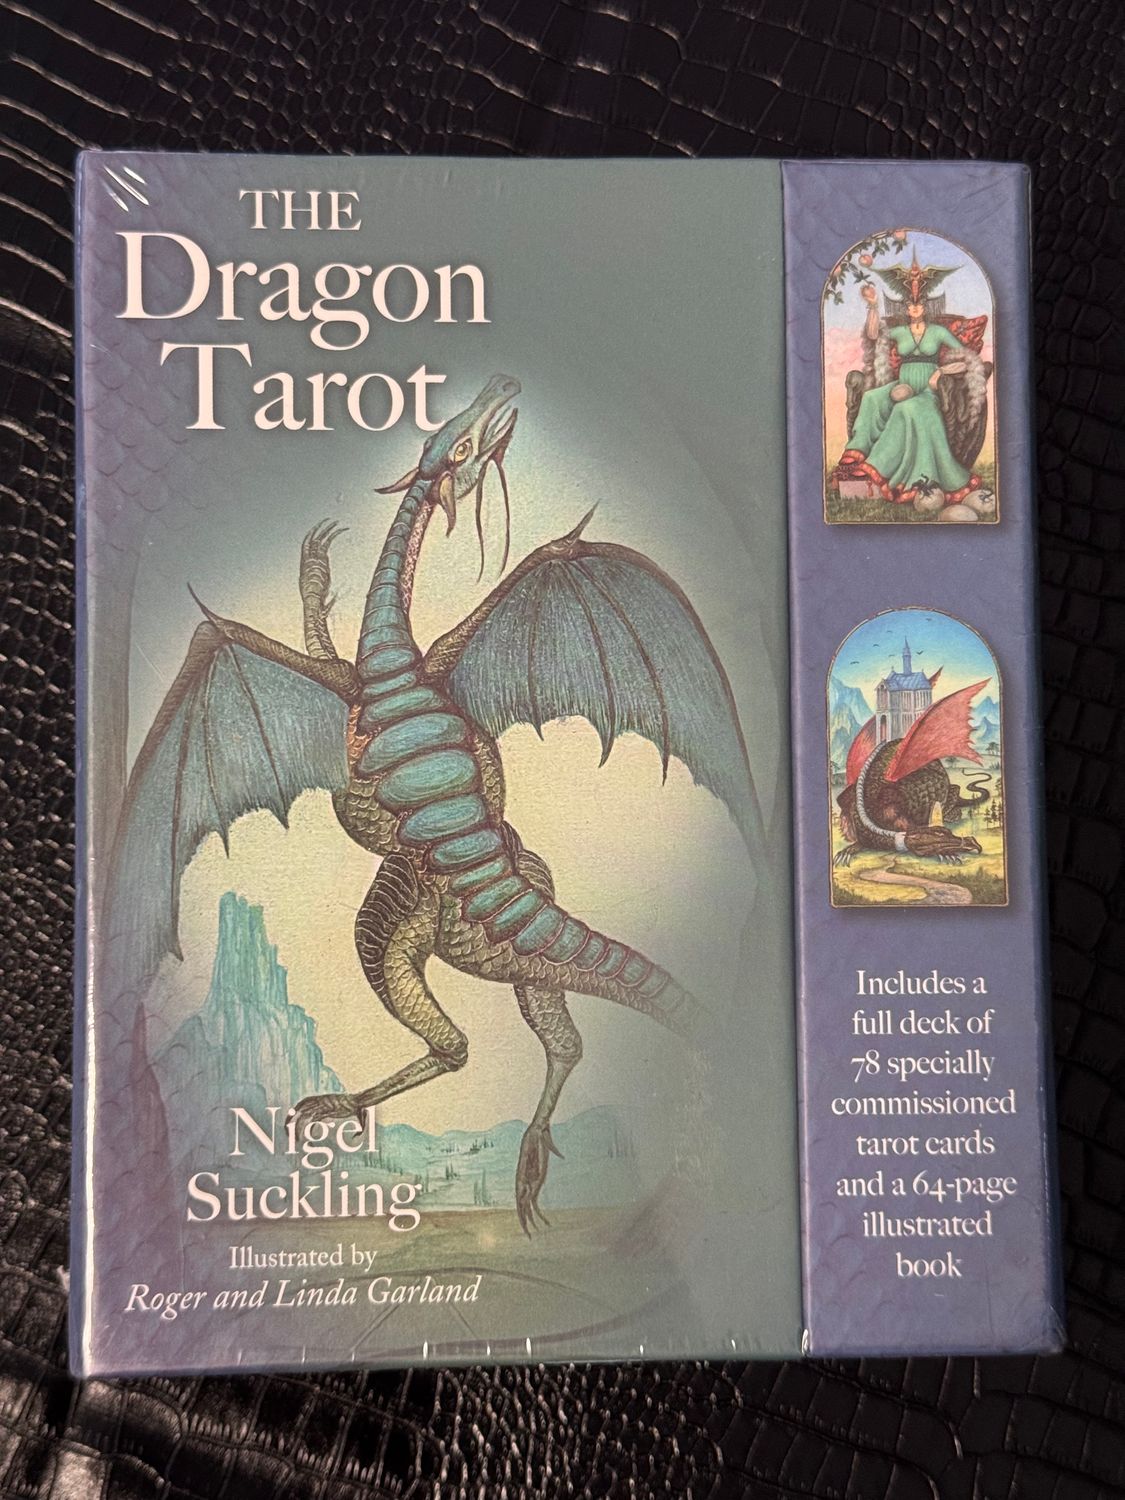 THE
Dragon
Tarot
Nigel
Suckling
Illustrated by
Roger and Linda Garland
Includes a
full deck of
78 specially
commissioned
tarot cards
and a 64-page
illustrated
book